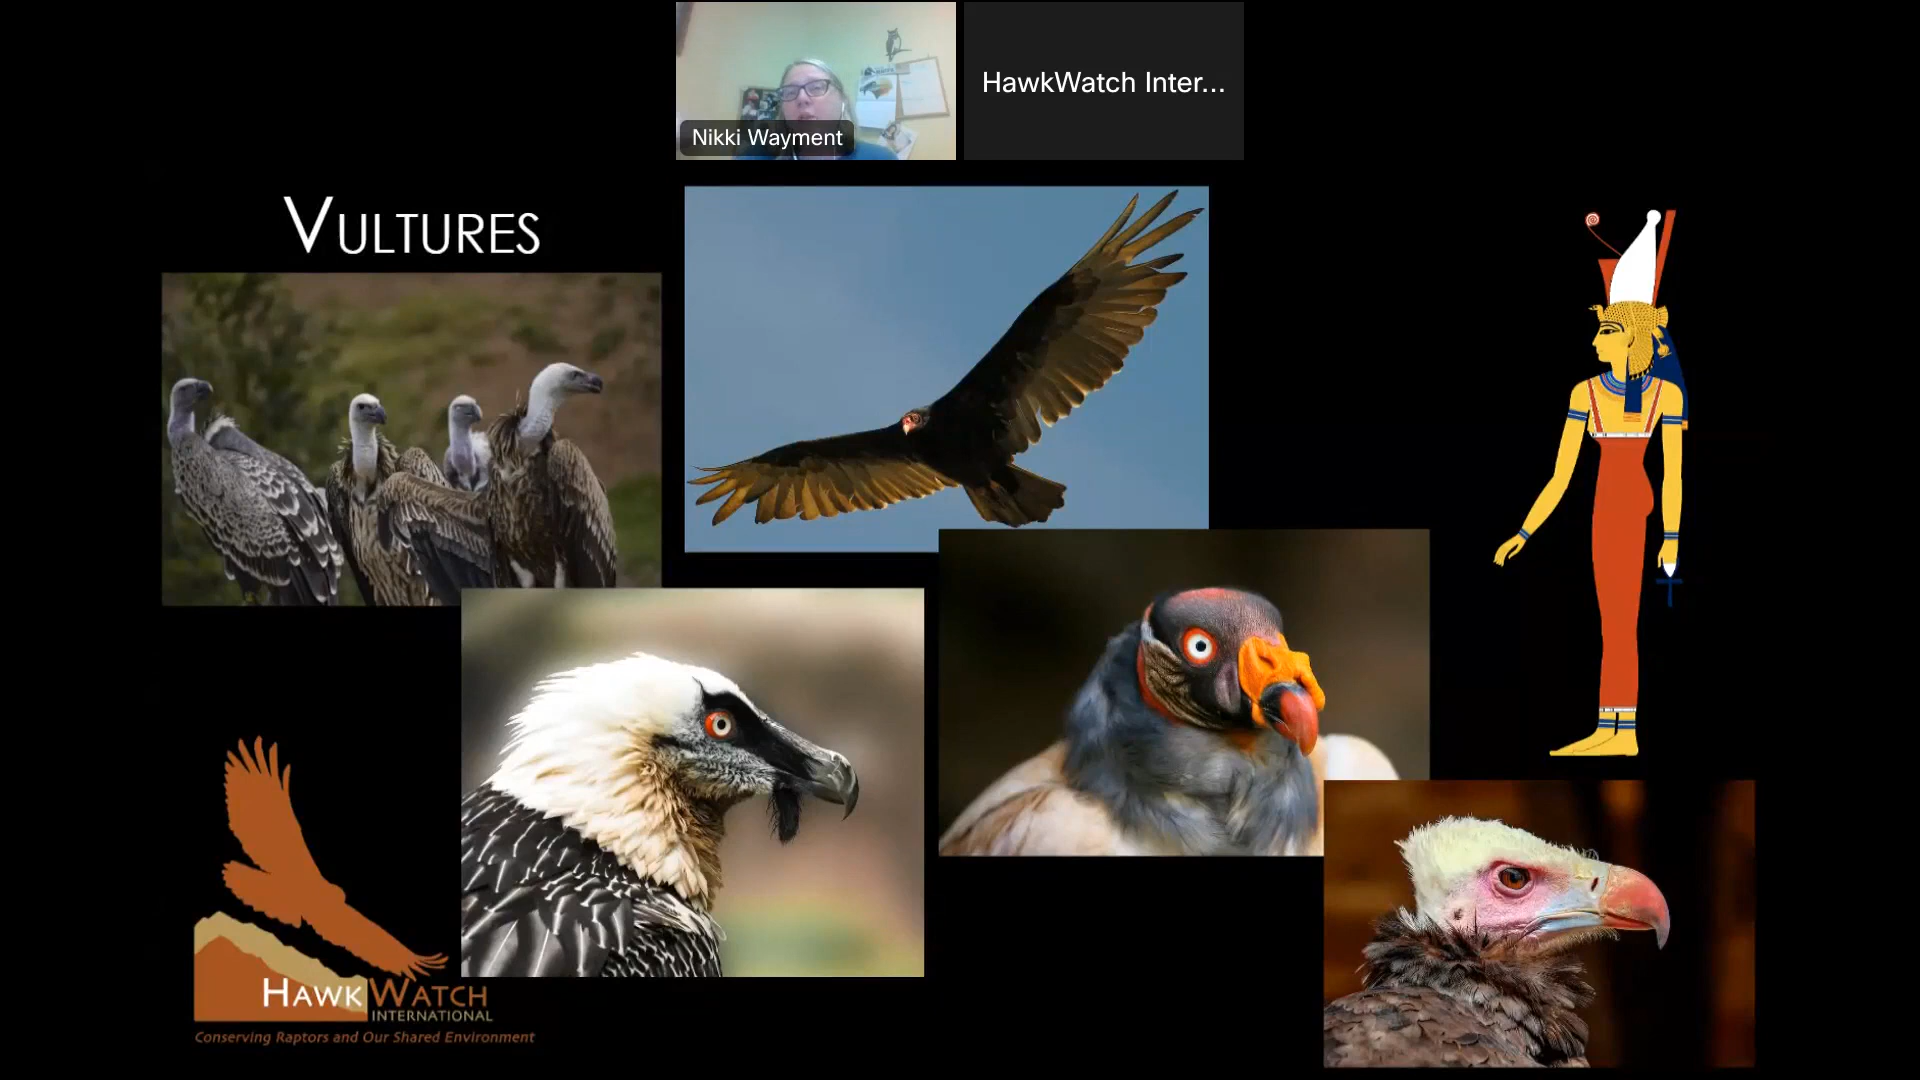 Nikki Wayment
HawkWatch Inter...
VULTURES
HAWKWATCH
INTERNATIONAL
Conserving Raptors and Our Shared Environment